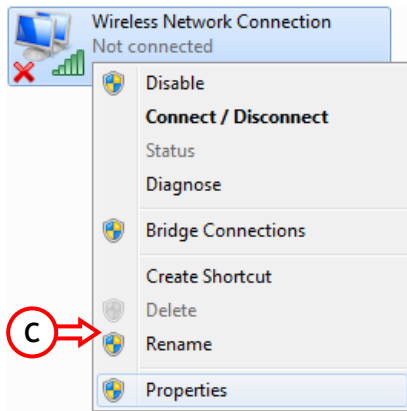 Wireless Network Connection
Not connected
Disable
Connect / Disconnect
Status
Diagnose
Bridge Connections
Create Shortcut
Delete
C
Rename
Properties